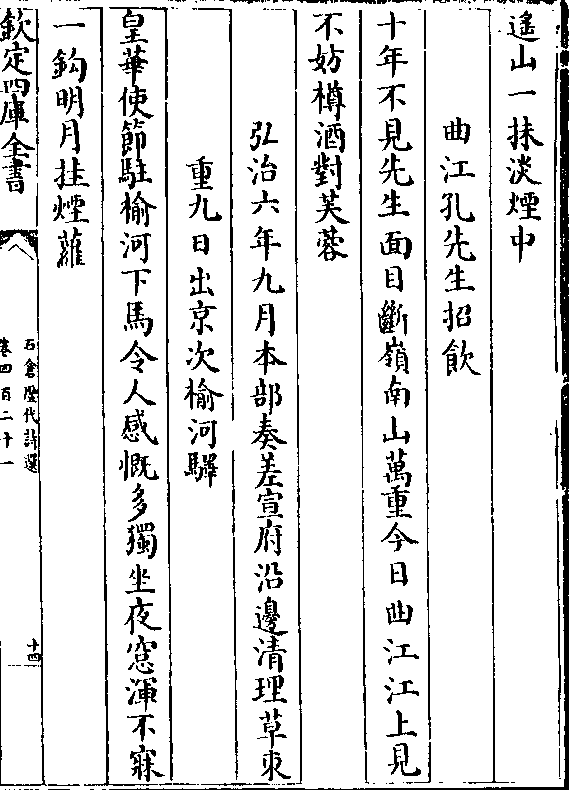 遙山一抹淡煙中
曲江孔先生招飲
十年不見先生面目斷嶺南山萬重今日曲江江上見
不妨樽酒對芙蓉
弘治六年九月本部奏差宣府沿邊清理草束
重九日出京次榆河驛
皇華使節駐榆河下馬令人感慨多獨坐夜窓渾不寐
一鈎明月挂煙蘿
欽定四庫全書
石倉歷代詩選
卷四百二十一
十四